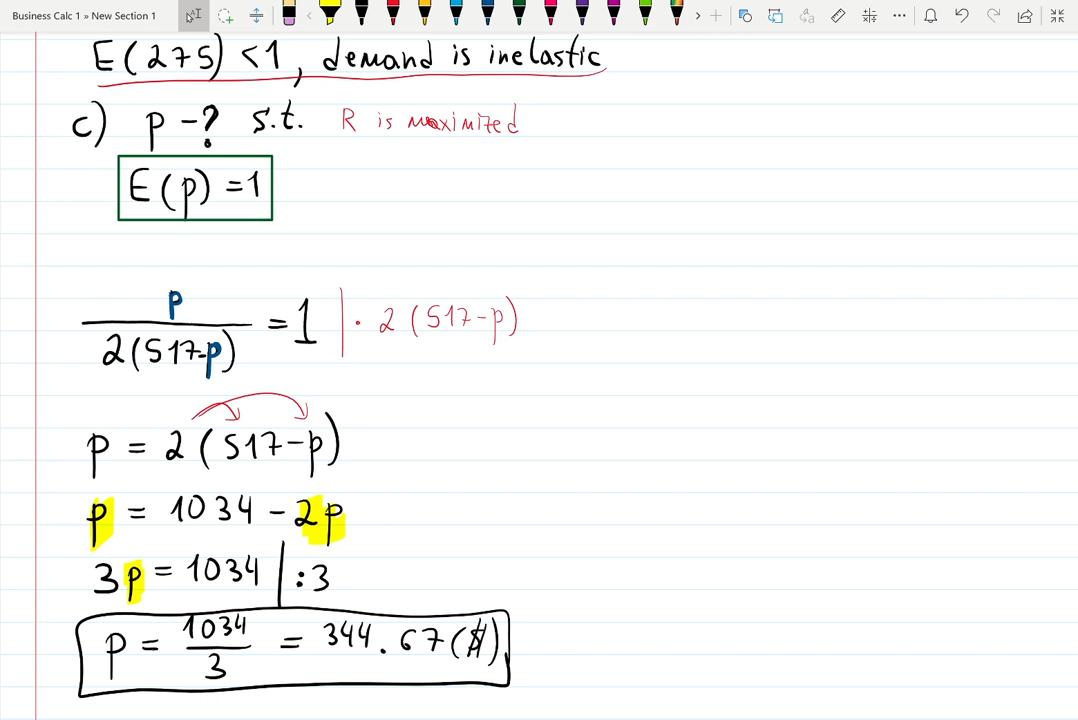 Business Calc 1 » New Section 1
E(275) <1, demand is inelastic
c) p -? s.t. R is maximized
E(p) =1
p
2(517-p) = 1 | · 2 (517-p)
p = 2 (517-p)
p = 1034 - 2p
3p = 1034 | :3
p = 1034/3 = 344.67 ($)